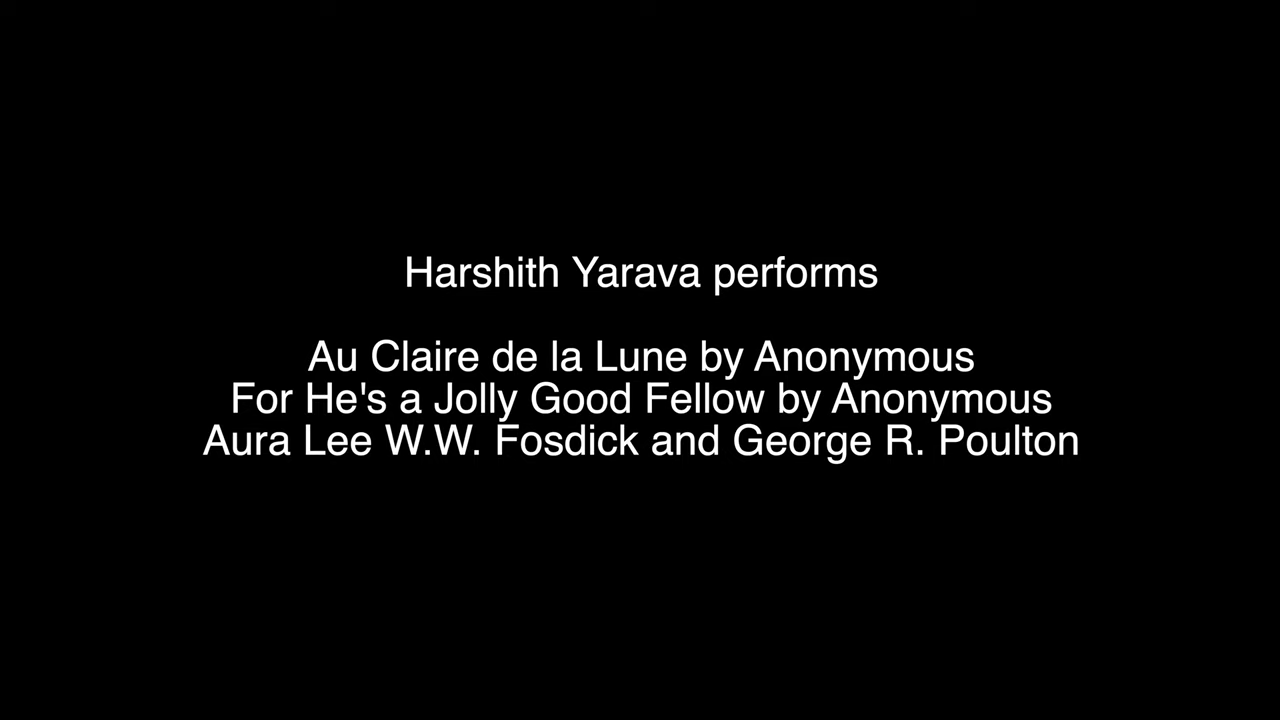 Harshith Yarava performs
Au Claire de la Lune by Anonymous
For He's a Jolly Good Fellow by Anonymous
Aura Lee W.W. Fosdick and George R. Poulton